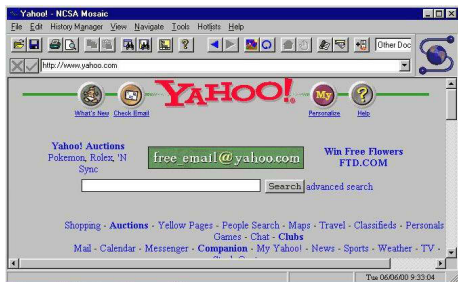 Yahoo! - NCSA Mosaic
File Edit History Manager View Navigate Tools Hotlists Help
Other Doc
http://www.yahoo.com
YAHOO!
My
What's New Check Email Personalize Help
Yahoo! Auctions
Pokemon, Rolex, 'N
Sync
free_email@yahoo.com
Win Free Flowers
FTD.COM
Search advanced search
Shopping - Auctions - Yellow Pages - People Search - Maps - Travel - Classifieds - Personals
Games - Chat - Clubs
Mail - Calendar - Messenger - Companion - My Yahoo! - News - Sports - Weather - TV -
Tue 06/06/00 9:33:04